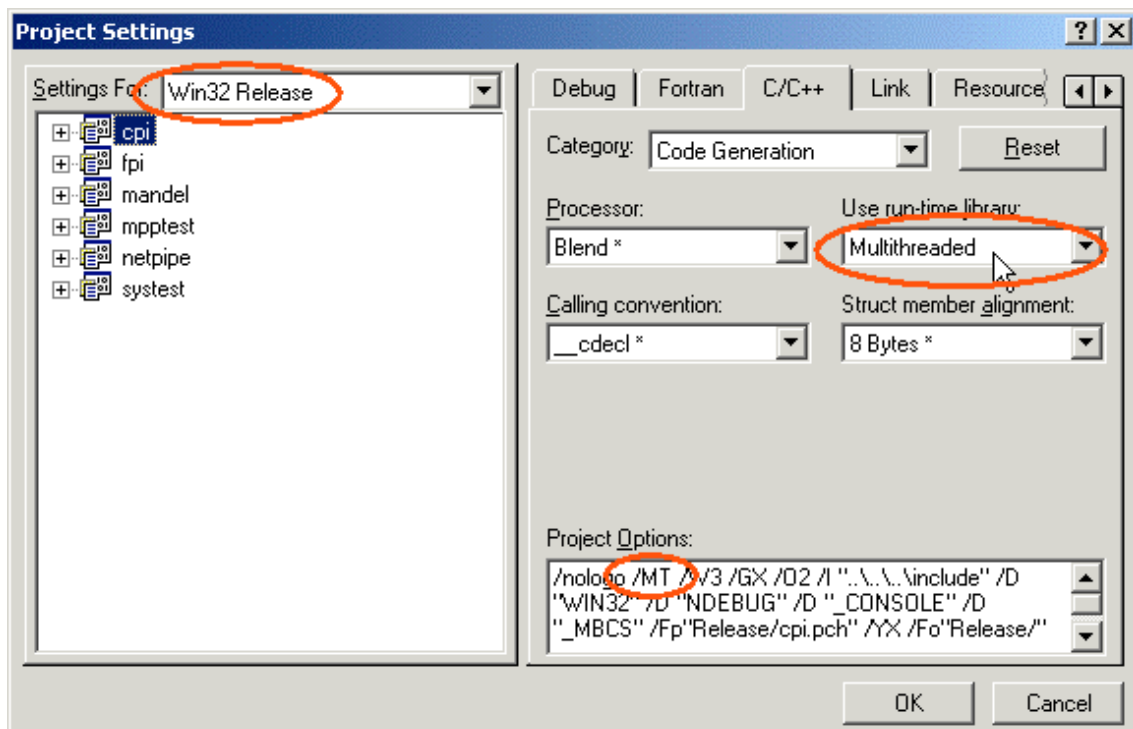 Project Settings
Settings For: Win32 Release
cpi
fpi
mandel
mpptest
netpipe
systest
Debug Fortran C/C++ Link Resource
Category: Code Generation Reset
Processor: Use run-time library:
Blend * Multithreaded
Calling convention: Struct member alignment:
__cdecl * 8 Bytes *
Project Options:
/nologo /MT /W3 /GX /O2 /I "..\..\..\include" /D
"WIN32" /D "NDEBUG" /D "_CONSOLE" /D
"_MBCS" /Fp"Release/cpi.pch" /YX /Fo"Release/"
OK Cancel